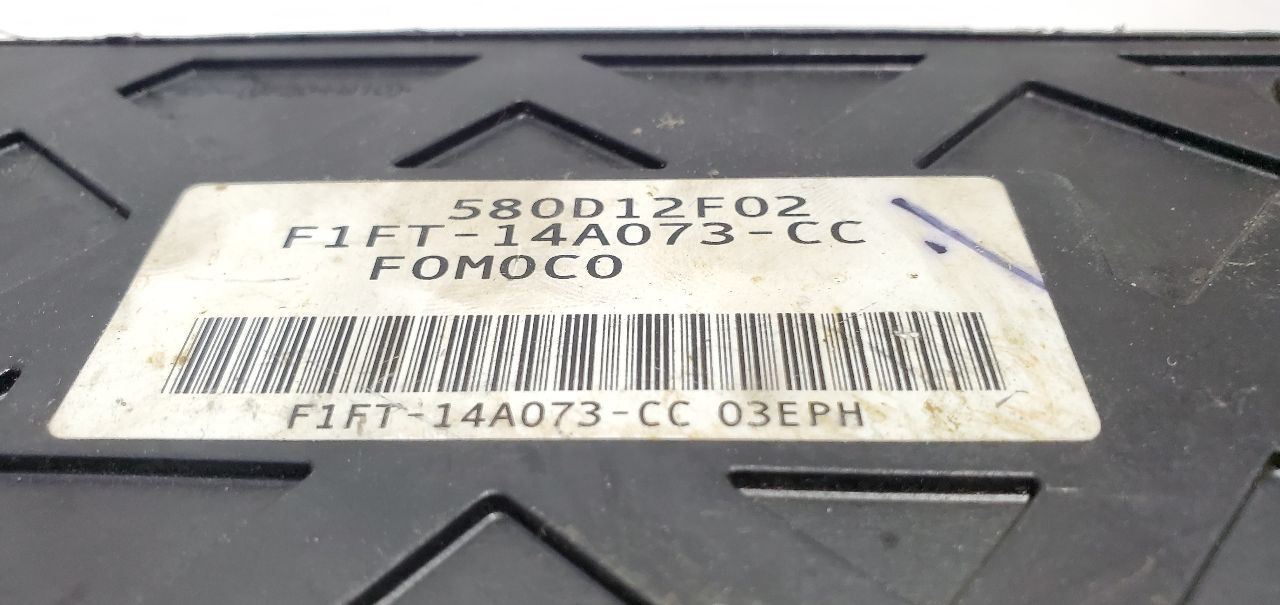 580D12F02
F1FT-14A073-CC
FOMOCO
F1FT-14A073-CC 03EPH